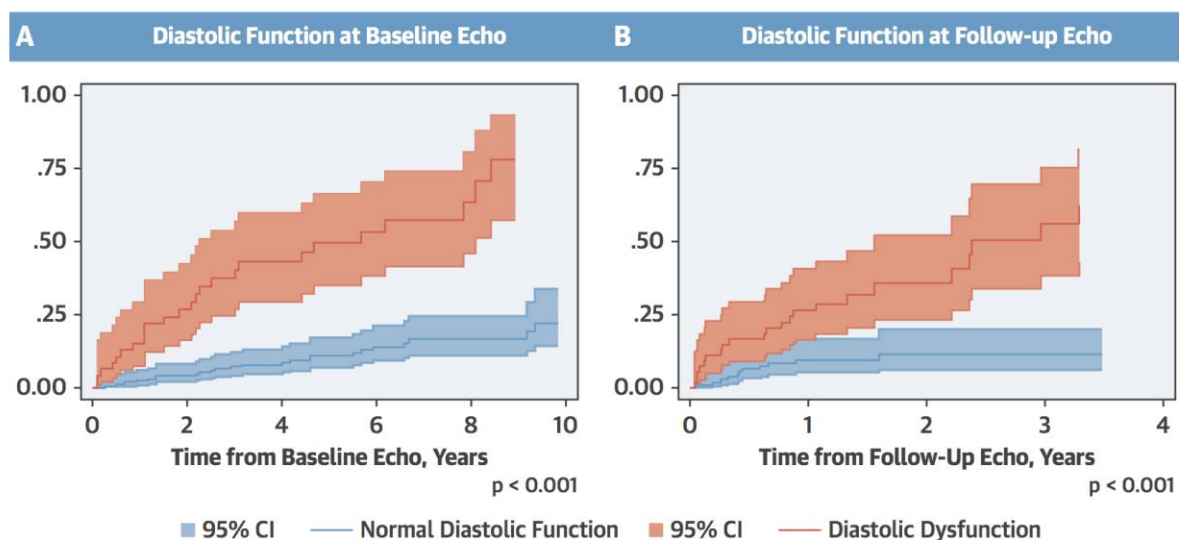 A Diastolic Function at Baseline Echo
1.00
.75
.50
.25
0.00
0 2 4 6 8 10
Time from Baseline Echo, Years
p < 0.001
B Diastolic Function at Follow-up Echo
1.00
.75
.50
.25
0.00
0 1 2 3 4
Time from Follow-Up Echo, Years
p < 0.001
95% CI Normal Diastolic Function 95% CI Diastolic Dysfunction